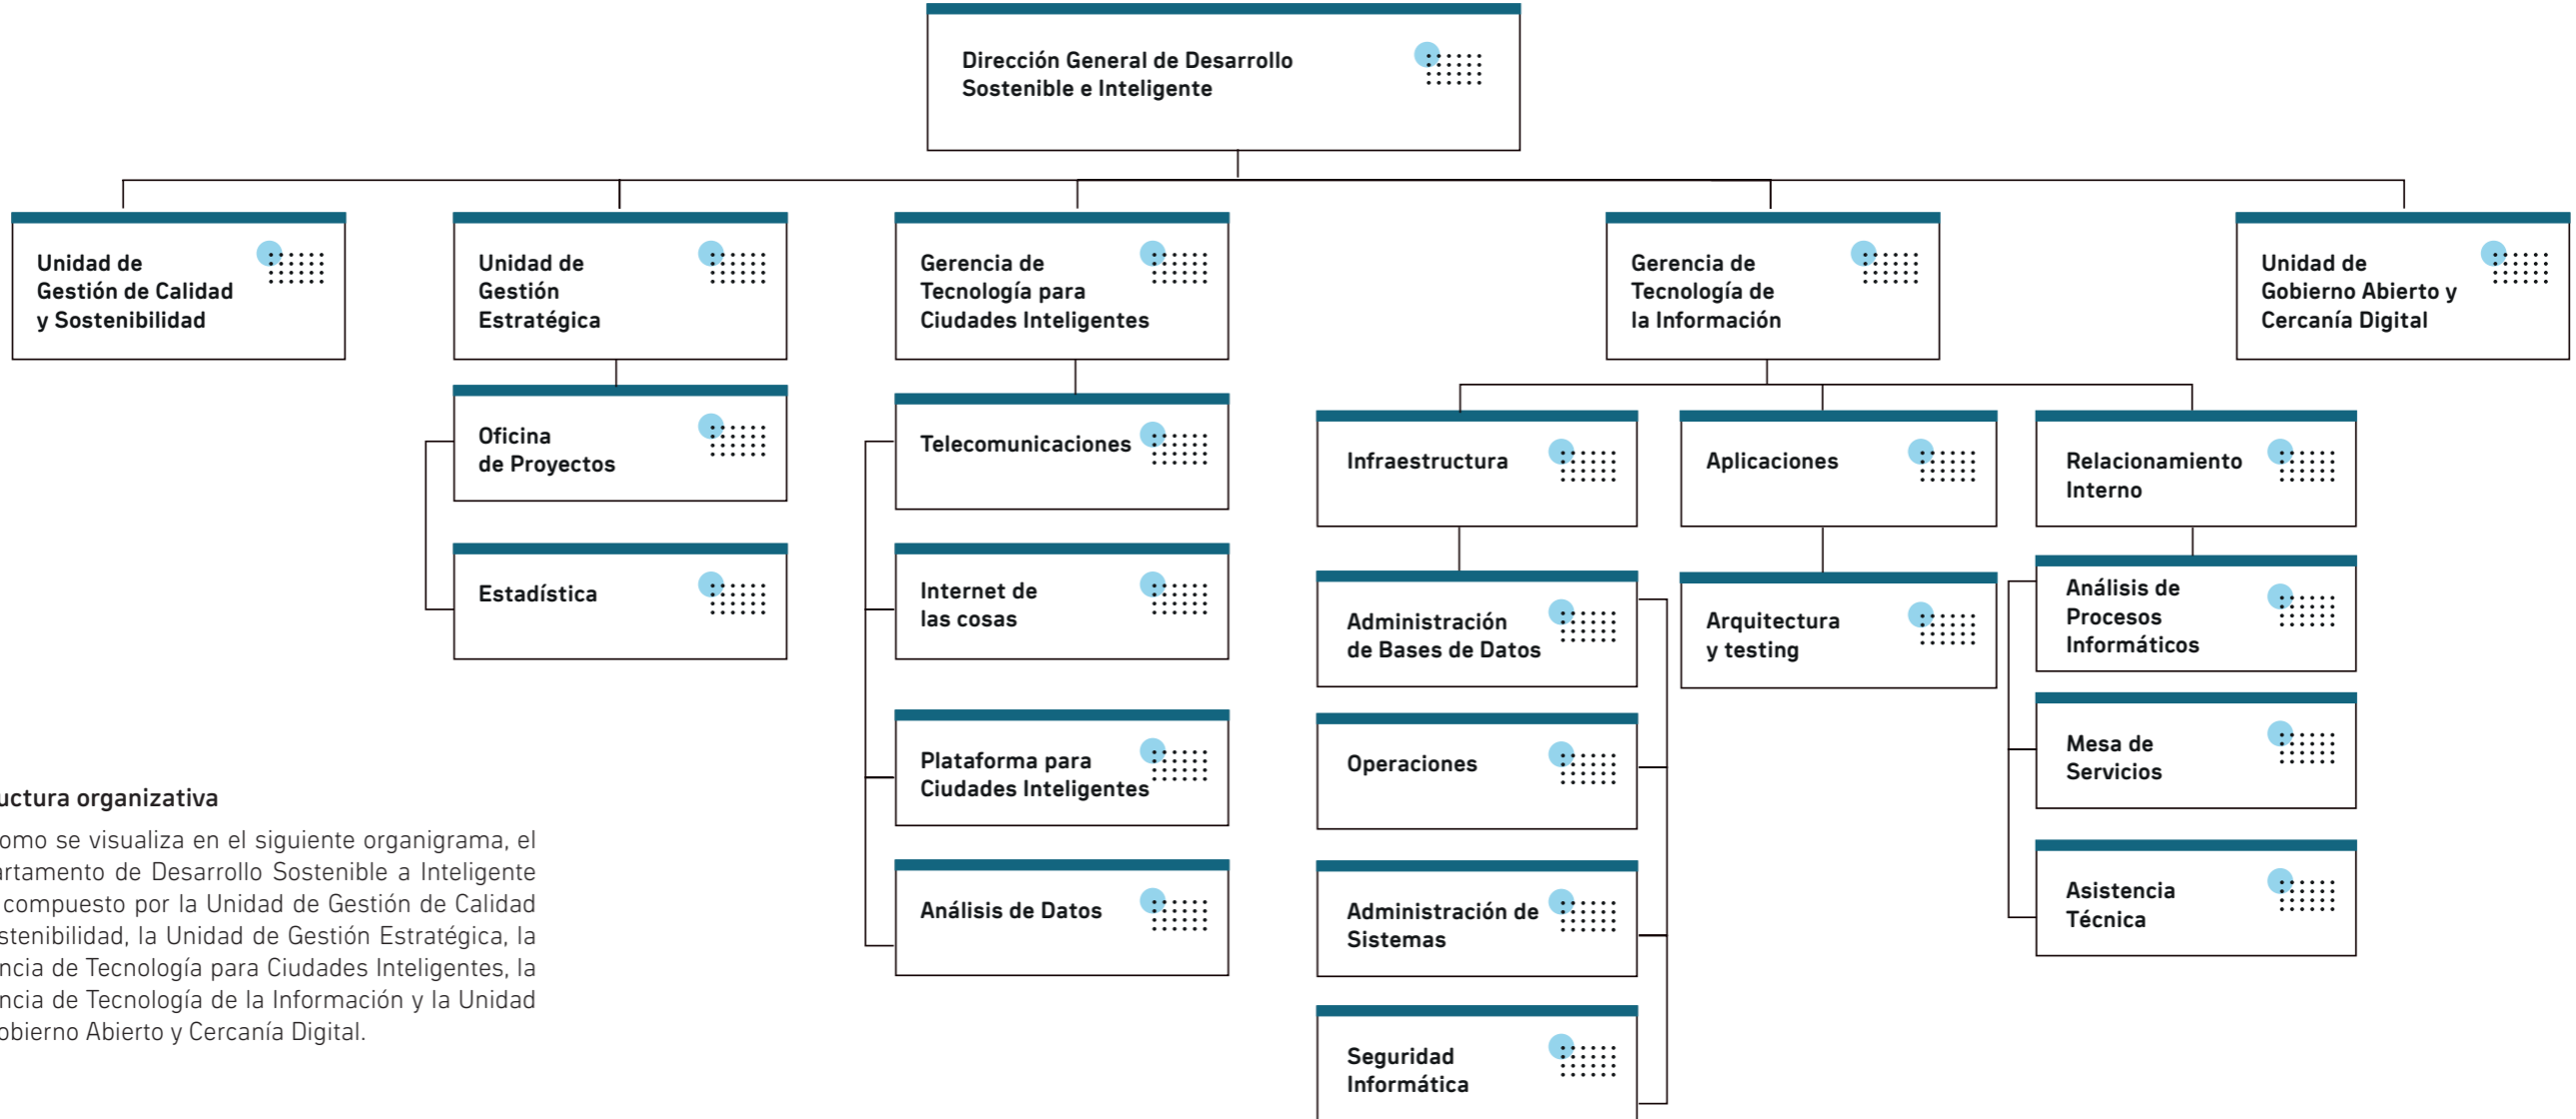 Dirección General de Desarrollo
Sostenible e Inteligente
Unidad de
Gestión de Calidad
y Sostenibilidad
Unidad de
Gestión
Estratégica
Gerencia de
Tecnología para
Ciudades Inteligentes
Gerencia de
Tecnología de
la Información
Unidad de
Gobierno Abierto y
Cercanía Digital
Oficina
de Proyectos
Estadística
Telecomunicaciones
Internet de
las cosas
Plataforma para
Ciudades Inteligentes
Análisis de Datos
Infraestructura
Administración
de Bases de Datos
Operaciones
Administración de
Sistemas
Seguridad
Informática
Aplicaciones
Arquitectura
y testing
Relacionamiento
Interno
Análisis de
Procesos
Informáticos
Mesa de
Servicios
Asistencia
Técnica
organizativa
omo se visualiza en el siguiente organigrama, el
artamento de Desarrollo Sostenible a Inteligente
compuesto por la Unidad de Gestión de Calidad
stenibilidad, la Unidad de Gestión Estratégica, la
ncia de Tecnología para Ciudades Inteligentes, la
ncia de Tecnología de la Información y la Unidad
obierno Abierto y Cercanía Digital.